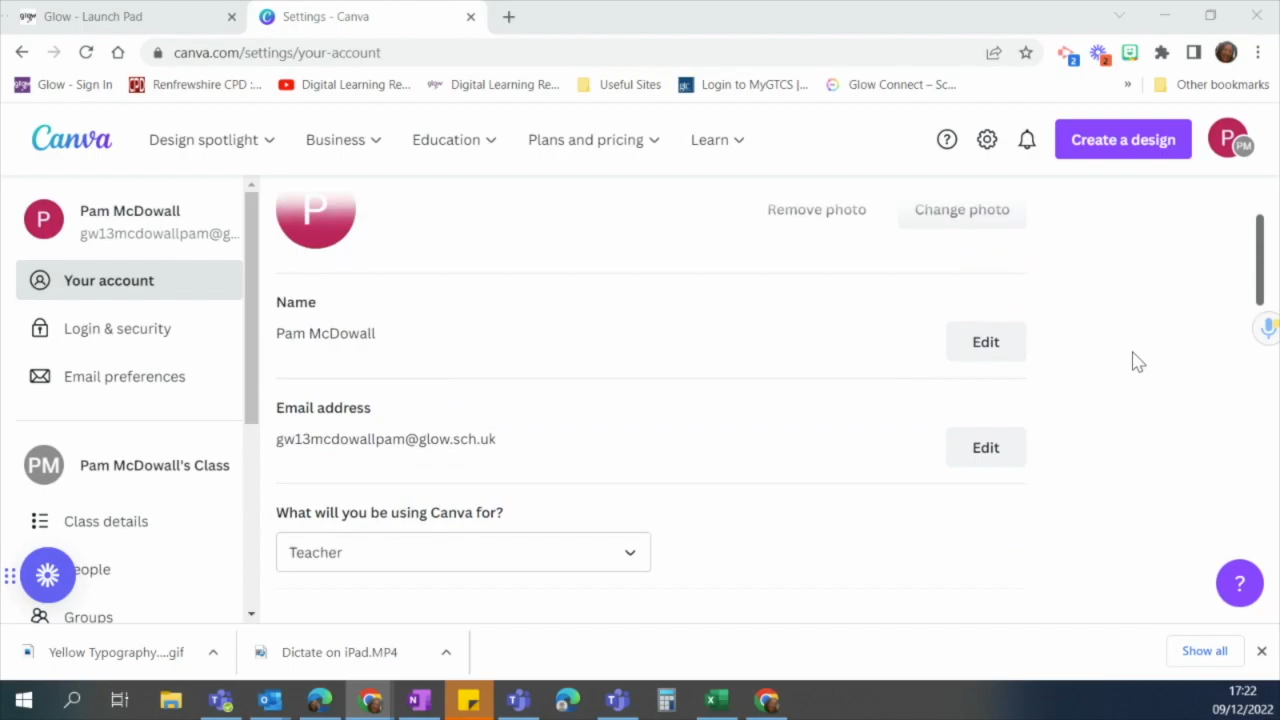 Glow - Launch Pad
Settings - Canva
canva.com/settings/your-account
2
2
Glow - Sign In
Renfrewshire CPD :...
Digital Learning Re...
Digital Learning Re...
Useful Sites
Login to MyGTCS |...
Glow Connect – Sc...
»
Other bookmarks
Canva
Design spotlight
Business
Education
Plans and pricing
Learn
?
Create a design
P
PM
P
Pam McDowall
gw13mcdowallpam@g...
Your account
Login & security
Email preferences
PM
Pam McDowall's Class
Class details
eople
Groups
P
Remove photo
Change photo
Name
Pam McDowall
Edit
Email address
gw13mcdowallpam@glow.sch.uk
Edit
What will you be using Canva for?
Teacher
?
Yellow Typography....gif
Dictate on iPad.MP4
Show all
17:22
09/12/2022